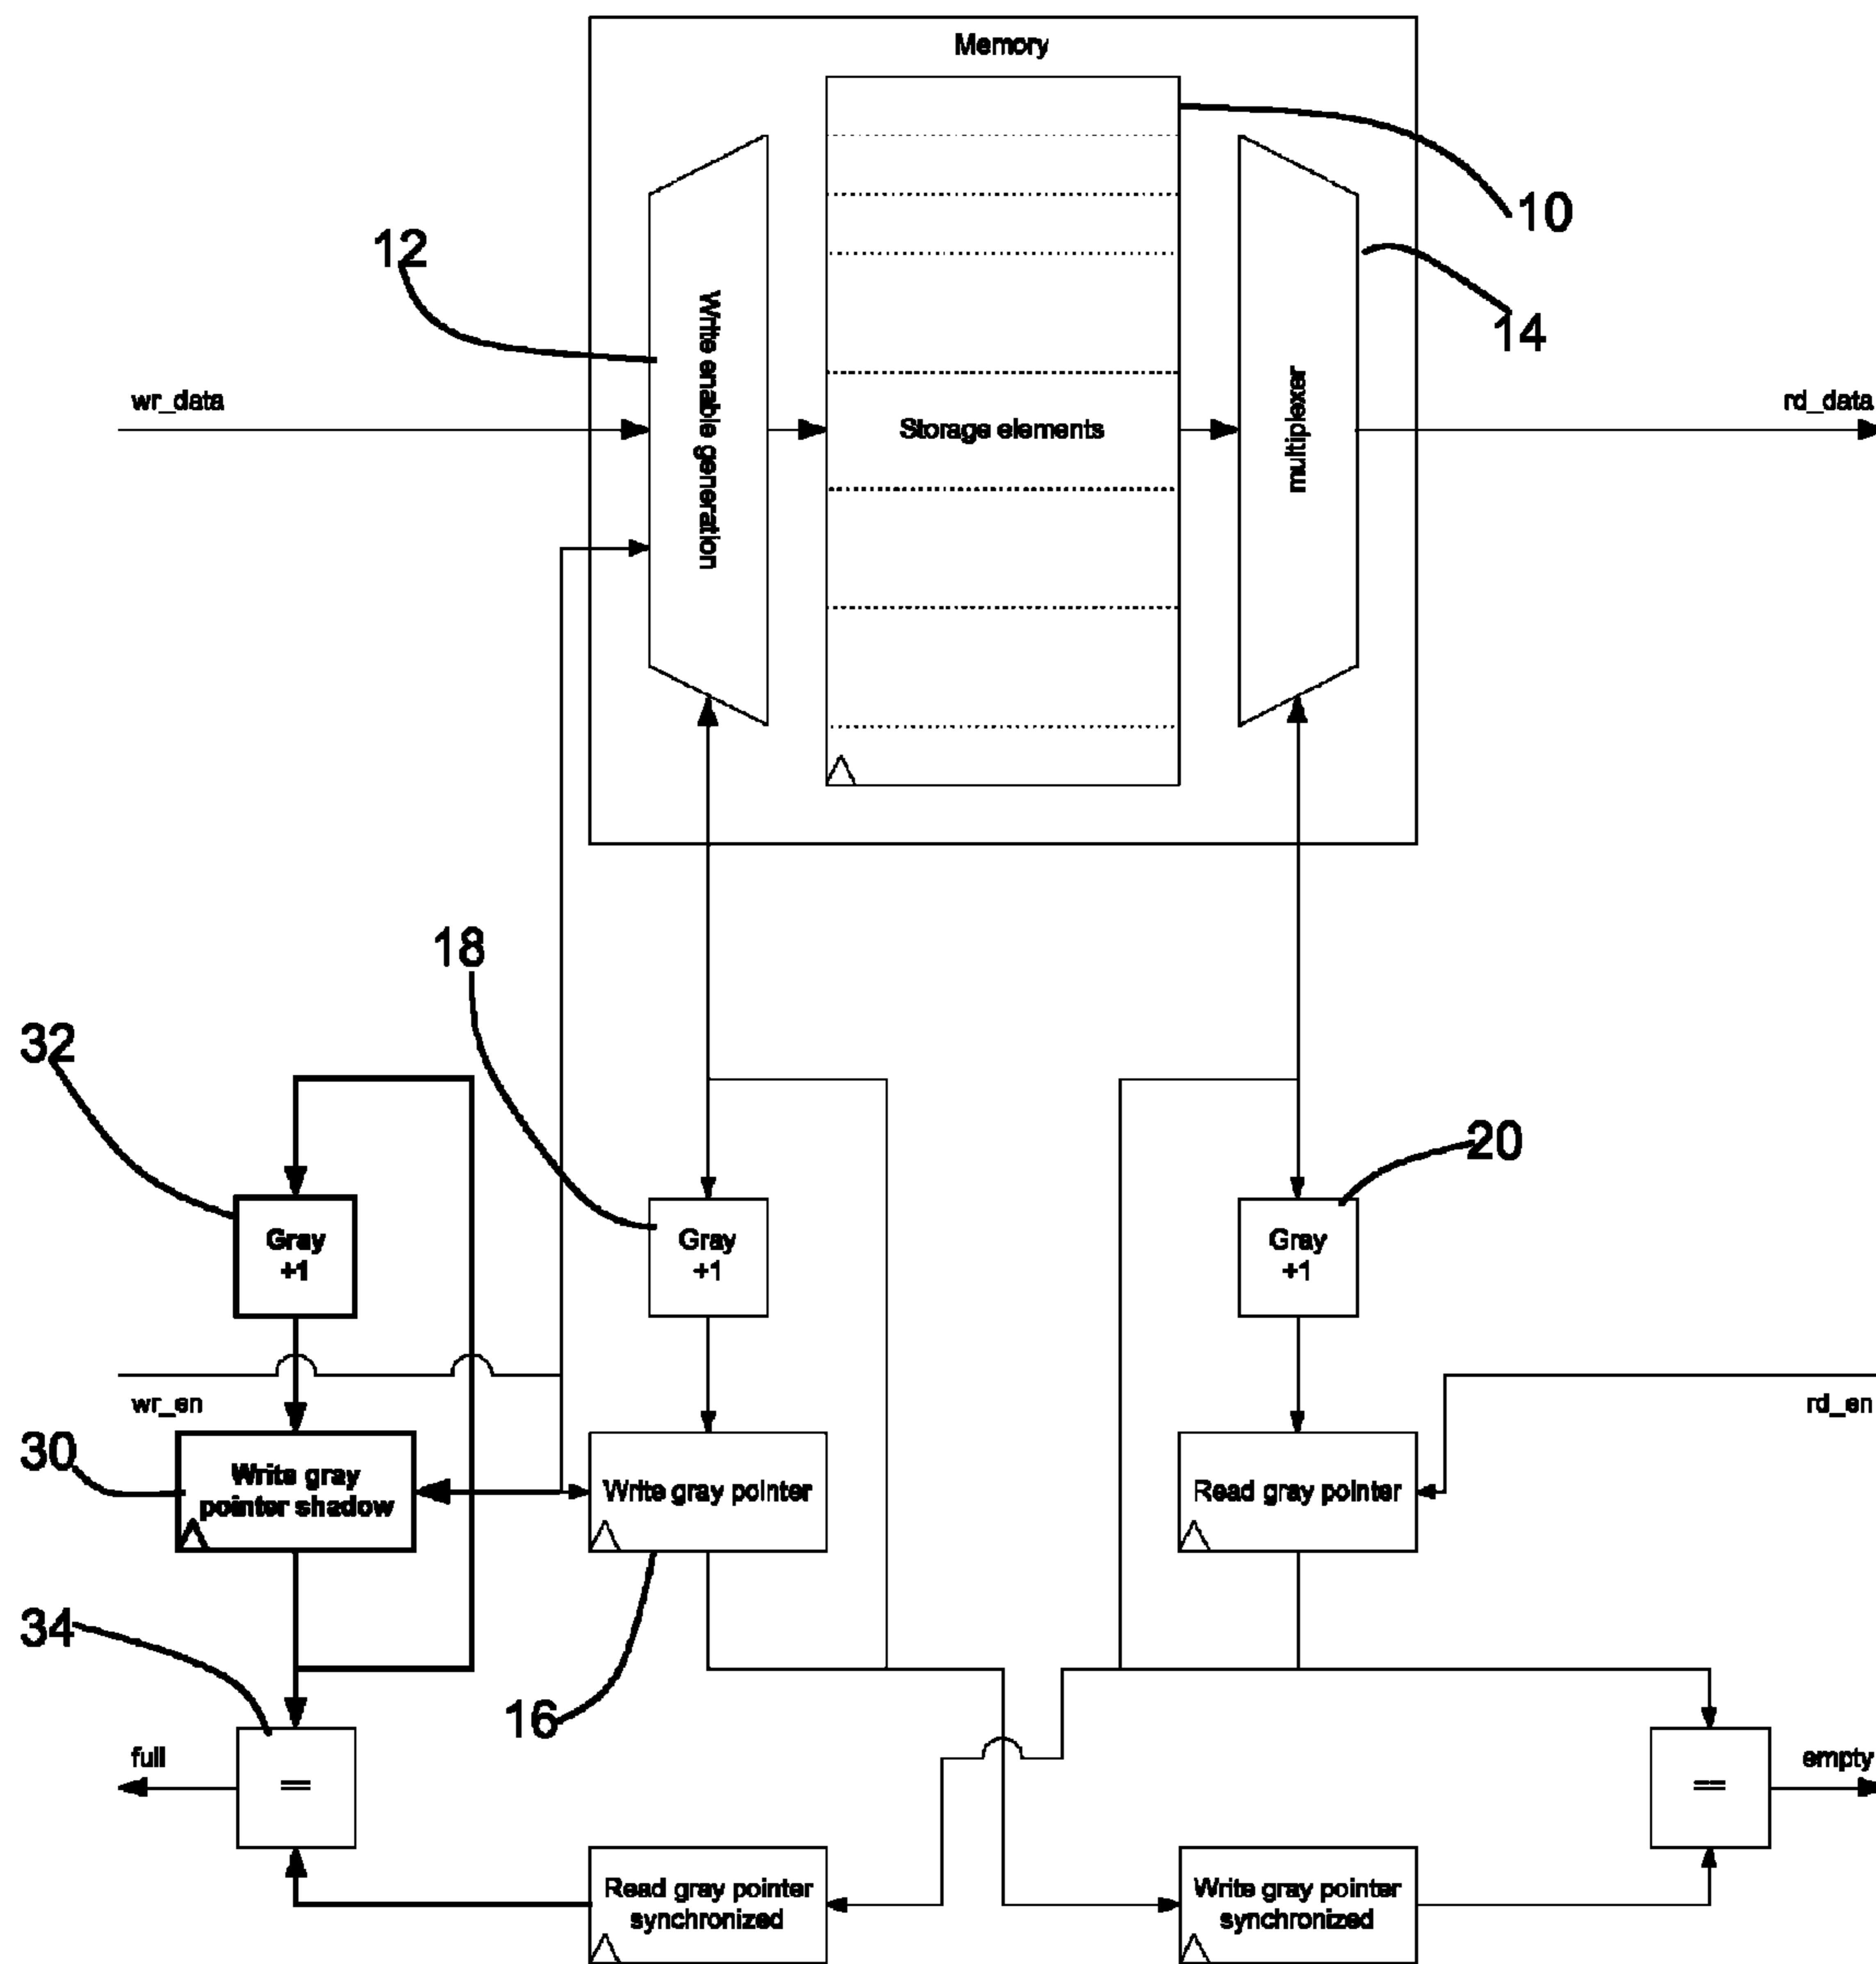 Memory
10
12
14
wr_data
Write enable generation
Storage elements
multiplexer
rd_data
18
32
20
Gray
+1
Gray
+1
Gray
+1
wr_en
rd_en
30
Write gray
pointer shadow
Write gray pointer
Read gray pointer
34
16
full
==
==
empty
Read gray pointer
synchronized
Write gray pointer
synchronized